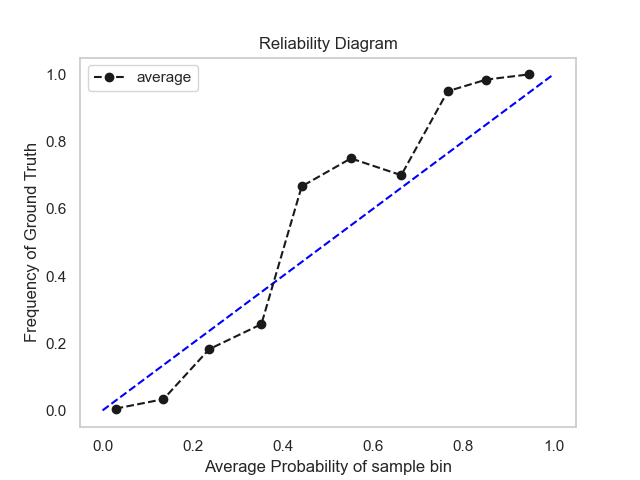 Reliability Diagram
average
Frequency of Ground Truth
1.0
0.8
0.6
0.4
0.2
0.0
0.0 0.2 0.4 0.6 0.8 1.0
Average Probability of sample bin